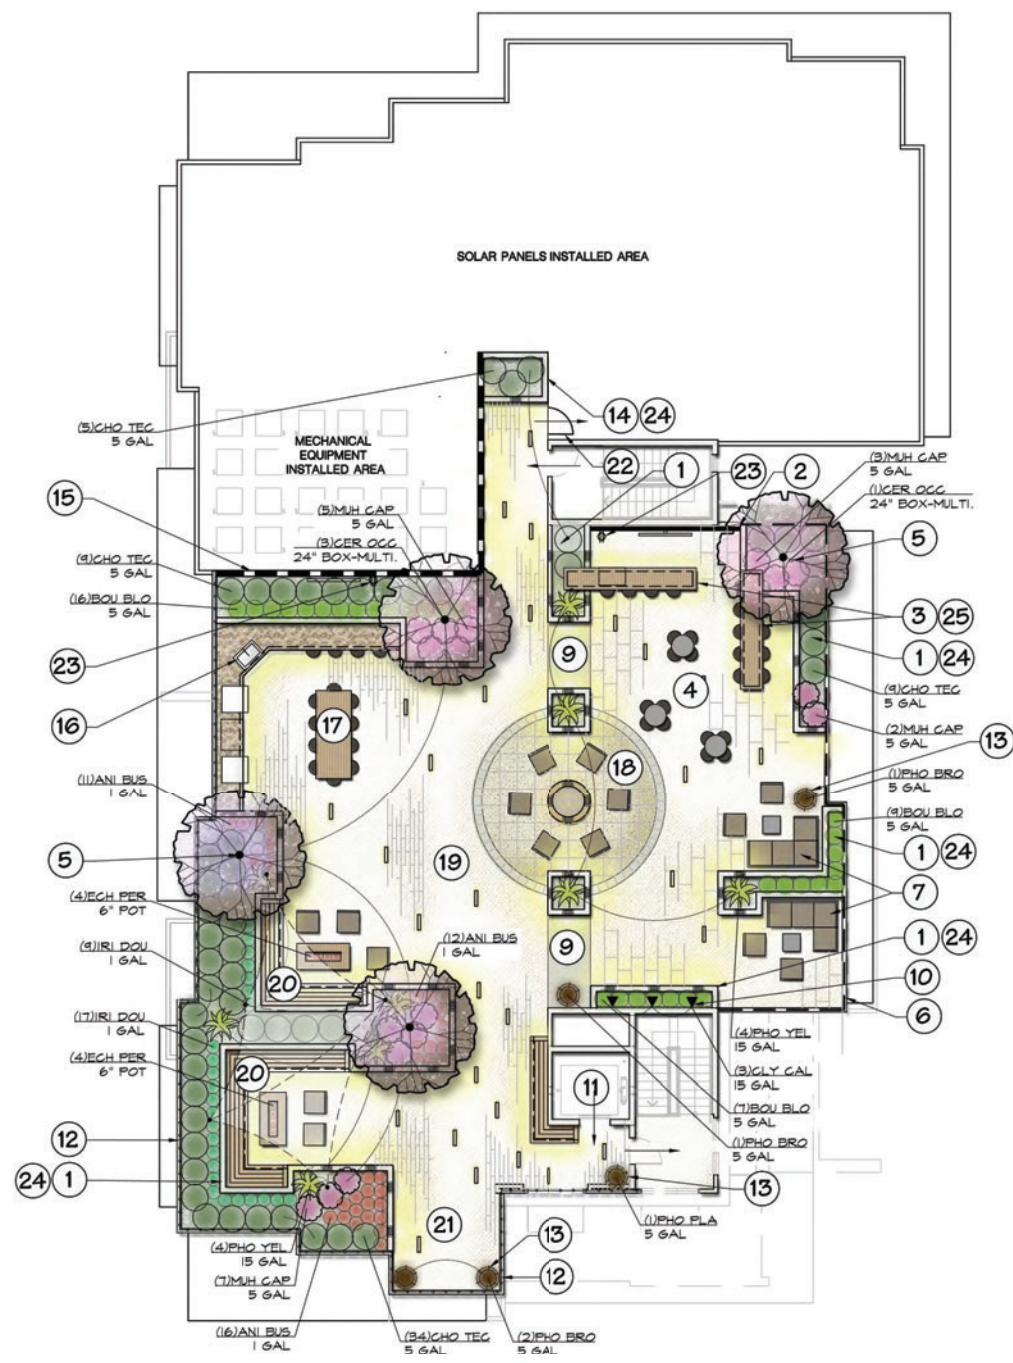 SOLAR PANELS INSTALLED AREA
(5)CHO TEC
5 GAL
MECHANICAL
EQUIPMENT
INSTALLED AREA
14 24
22
1
23
2
(3)MUH CAP
5 GAL
(1)CER OCC
24" BOX-MULTI.
15
(5)MUH CAP
5 GAL
(3)CER OCC
24" BOX-MULTI.
5
(9)CHO TEC
5 GAL
(16)BOU BLO
5 GAL
3 25
23
9
1 24
16
4
(9)CHO TEC
5 GAL
17
(2)MUH CAP
5 GAL
13
18
(11)ANI BUS
1 GAL
(1)PHO BRO
5 GAL
(9)BOU BLO
5 GAL
5
19
1 24
(4)ECH PER
6" POT
7
(12)ANI BUS
1 GAL
(9)IRI DOU
1 GAL
9
1 24
20
10
(17)IRI DOU
1 GAL
6
(4)PHO YEL
15 GAL
(4)ECH PER
6" POT
20
(3)CLY CAL
15 GAL
11
(7)BOU BLO
5 GAL
12
(1)PHO BRO
5 GAL
24 1
13
21
(1)PHO PLA
5 GAL
(4)PHO YEL
15 GAL
13
(7)MUH CAP
5 GAL
12
(16)ANI BUS
1 GAL
(34)CHO TEC
5 GAL
(2)PHO BRO
5 GAL